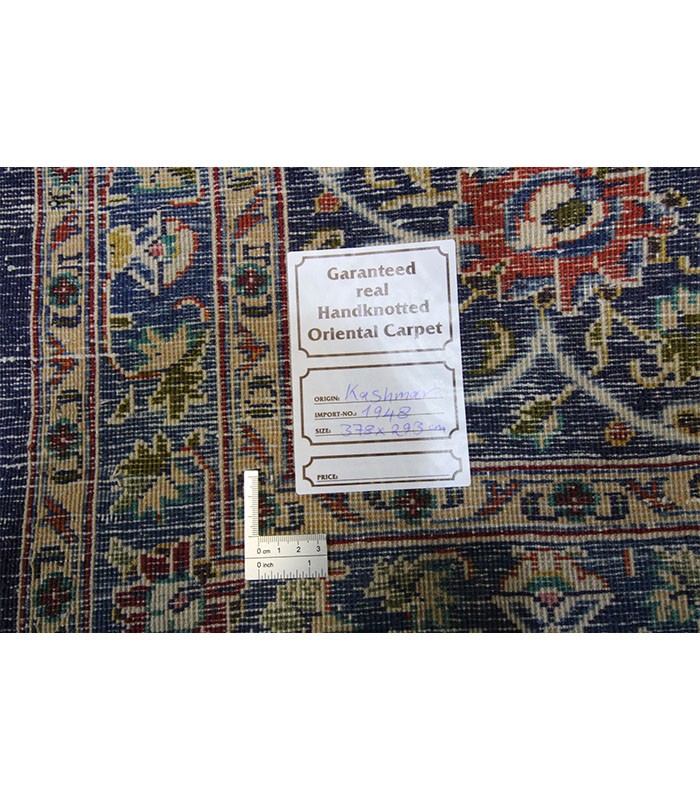 Garanteed
real
Handknotted
Oriental Carpet
ORIGIN: Kashmar
IMPORT-NO.: 1948
SIZE: 378x293 cm
PRICE:
0 cm 1 2 3
0 inch 1